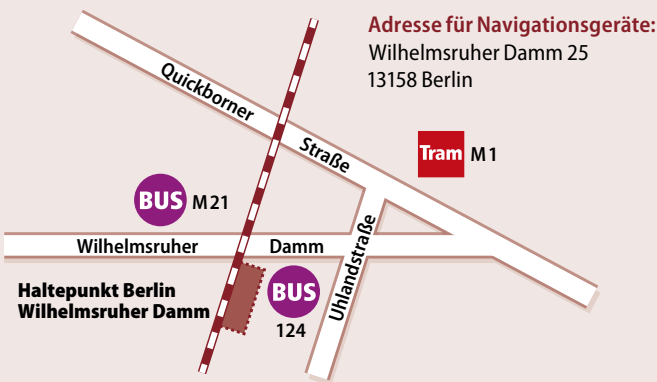 Adresse für Navigationsgeräte:
Wilhelmsruher Damm 25
13158 Berlin
Quickborner Straße
Tram M1
BUS M21
Wilhelmsruher Damm
Uhlandstraße
Haltepunkt Berlin
Wilhelmsruher Damm
BUS
124